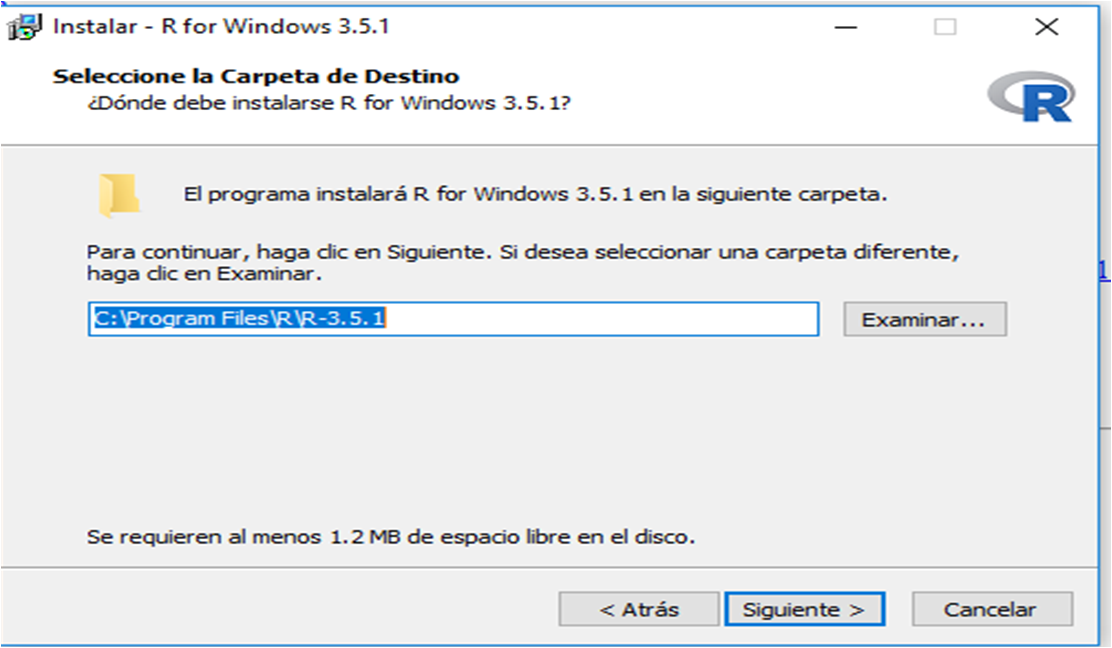 Instalar - R for Windows 3.5.1
Seleccione la Carpeta de Destino
¿Dónde debe instalarse R for Windows 3.5.1?
R
El programa instalará R for Windows 3.5.1 en la siguiente carpeta.
Para continuar, haga clic en Siguiente. Si desea seleccionar una carpeta diferente,
haga clic en Examinar.
C:\Program Files\R\R-3.5.1
Examinar...
1
Se requieren al menos 1.2 MB de espacio libre en el disco.
< Atrás
Siguiente >
Cancelar